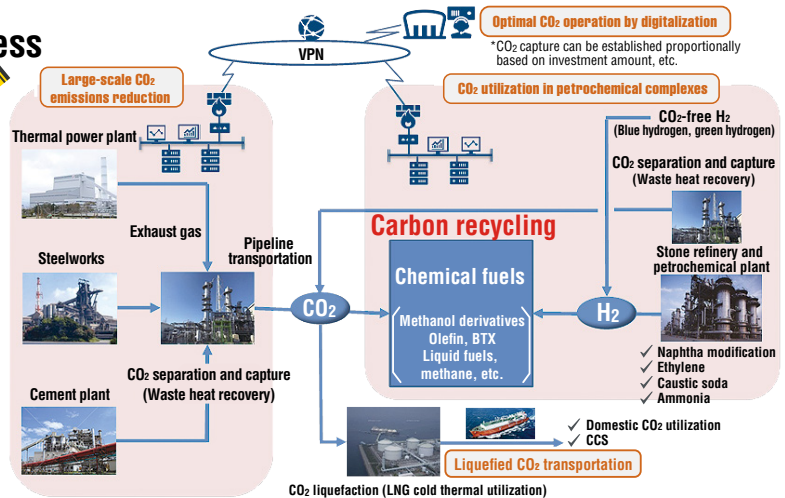 ess
Large-scale CO₂
emissions reduction
VPN
Optimal CO₂ operation by digitalization
*CO₂ capture can be established proportionally
based on investment amount, etc.
CO₂ utilization in petrochemical complexes
Thermal power plant
Exhaust gas
Steelworks
Pipeline
transportation
CO₂ separation and capture
(Waste heat recovery)
Cement plant
CO₂
Carbon recycling
Chemical fuels
Methanol derivatives
Olefin, BTX
Liquid fuels,
methane, etc.
H₂
CO₂-free H₂
(Blue hydrogen, green hydrogen)
CO₂ separation and capture
(Waste heat recovery)
Stone refinery and
petrochemical plant
✓ Naphtha modification
✓ Ethylene
✓ Caustic soda
✓ Ammonia
✓ Domestic CO₂ utilization
✓ CCS
Liquefied CO₂ transportation
CO₂ liquefaction (LNG cold thermal utilization)